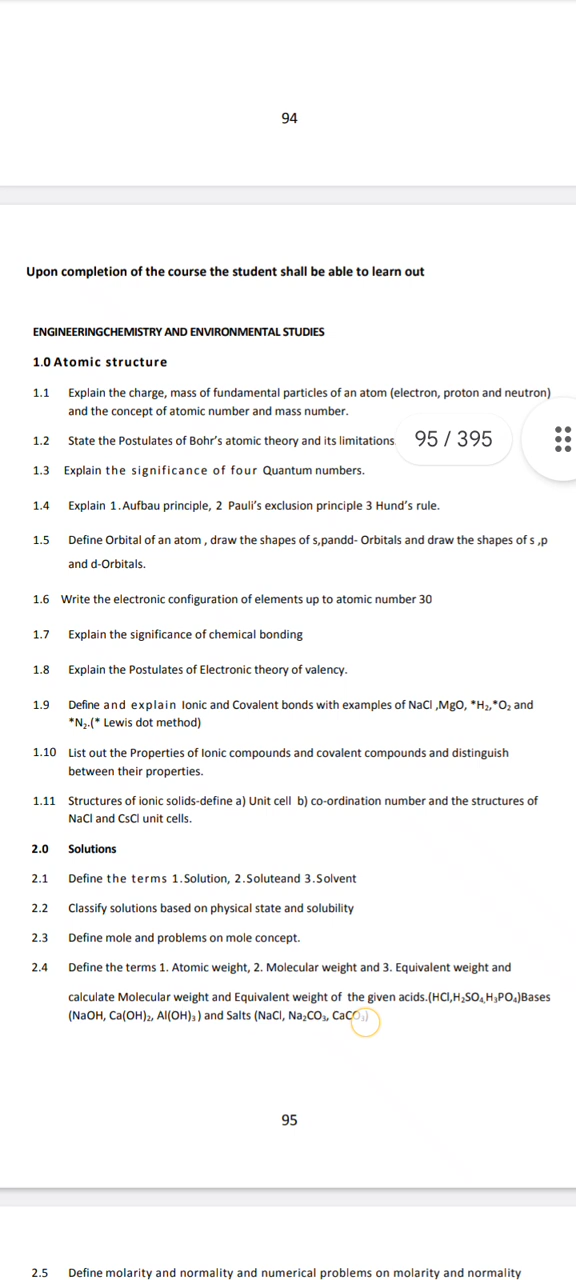 94
Upon completion of the course the student shall be able to learn out
ENGINEERINGCHEMISTRY AND ENVIRONMENTAL STUDIES
1.0 Atomic structure
1.1 Explain the charge, mass of fundamental particles of an atom (electron, proton and neutron)
and the concept of atomic number and mass number.
1.2 State the Postulates of Bohr's atomic theory and its limitations
95 / 395
1.3 Explain the significance of four Quantum numbers.
1.4 Explain 1.Aufbau principle, 2 Pauli's exclusion principle 3 Hund's rule.
1.5 Define Orbital of an atom , draw the shapes of s,pandd- Orbitals and draw the shapes of s ,p
and d-Orbitals.
1.6 Write the electronic configuration of elements up to atomic number 30
1.7 Explain the significance of chemical bonding
1.8 Explain the Postulates of Electronic theory of valency.
1.9 Define and explain Ionic and Covalent bonds with examples of NaCl ,MgO, *H₂,*O₂ and
*N₂.(* Lewis dot method)
1.10 List out the Properties of Ionic compounds and covalent compounds and distinguish
between their properties.
1.11 Structures of ionic solids-define a) Unit cell b) co-ordination number and the structures of
NaCl and CsCl unit cells.
2.0 Solutions
2.1 Define the terms 1.Solution, 2.Soluteand 3.Solvent
2.2 Classify solutions based on physical state and solubility
2.3 Define mole and problems on mole concept.
2.4 Define the terms 1. Atomic weight, 2. Molecular weight and 3. Equivalent weight and
calculate Molecular weight and Equivalent weight of the given acids.(HCl,H₂SO₄,H₃PO₄)Bases
(NaOH, Ca(OH)₂, Al(OH)₃ ) and Salts (NaCl, Na₂CO₃, CaCO₃)
95
2.5 Define molarity and normality and numerical problems on molarity and normality